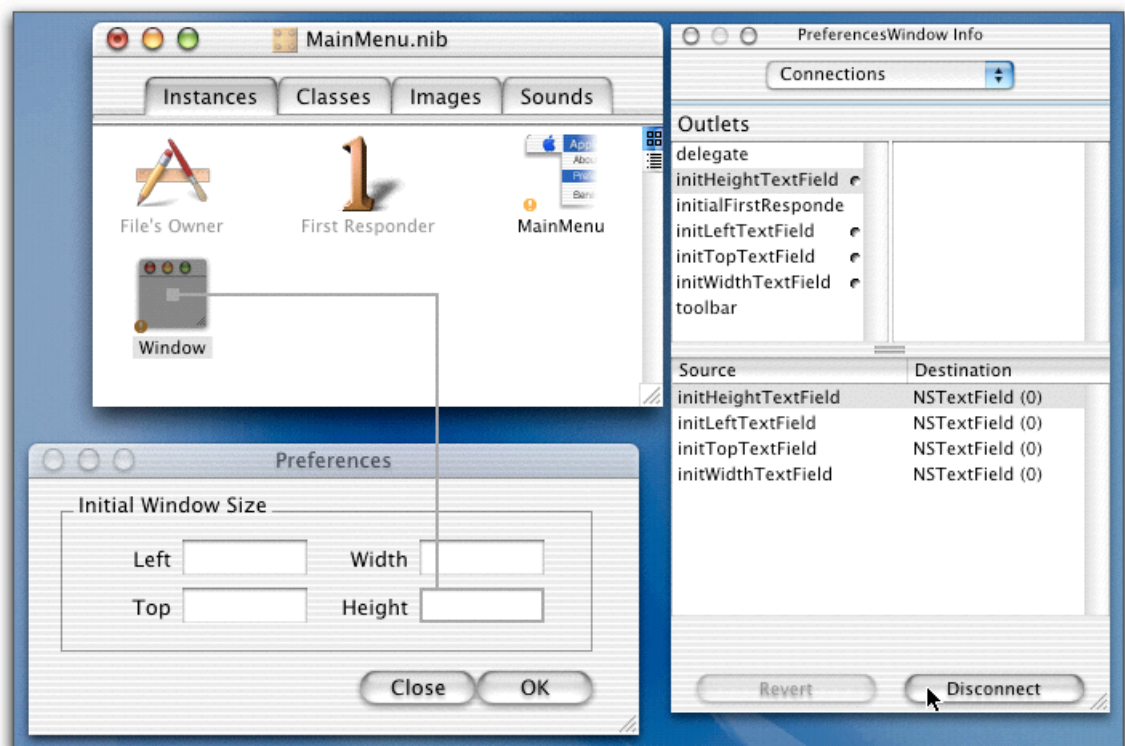 MainMenu.nib
Instances
Classes
Images
Sounds
File's Owner
First Responder
MainMenu
Window
Preferences
Initial Window Size
Left
Width
Top
Height
Close
OK
PreferencesWindow Info
Connections
Outlets
delegate
initHeightTextField
initialFirstResponde
initLeftTextField
initTopTextField
initWidthTextField
toolbar
Source Destination
initHeightTextField NSTextField (0)
initLeftTextField NSTextField (0)
initTopTextField NSTextField (0)
initWidthTextField NSTextField (0)
Revert
Disconnect